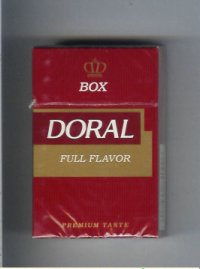 BOX
DORAL
FULL FLAVOR
PREMIUM TASTE